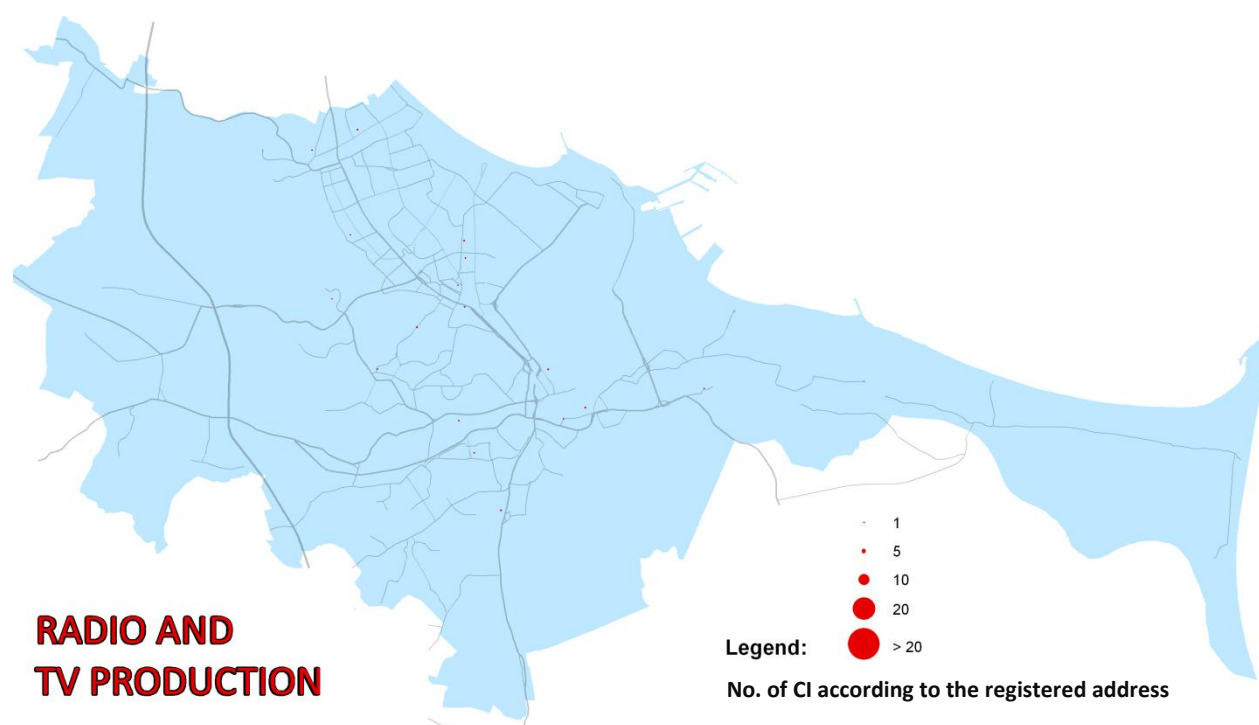 1
5
10
20
Legend: > 20
RADIO AND
TV PRODUCTION
No. of CI according to the registered address